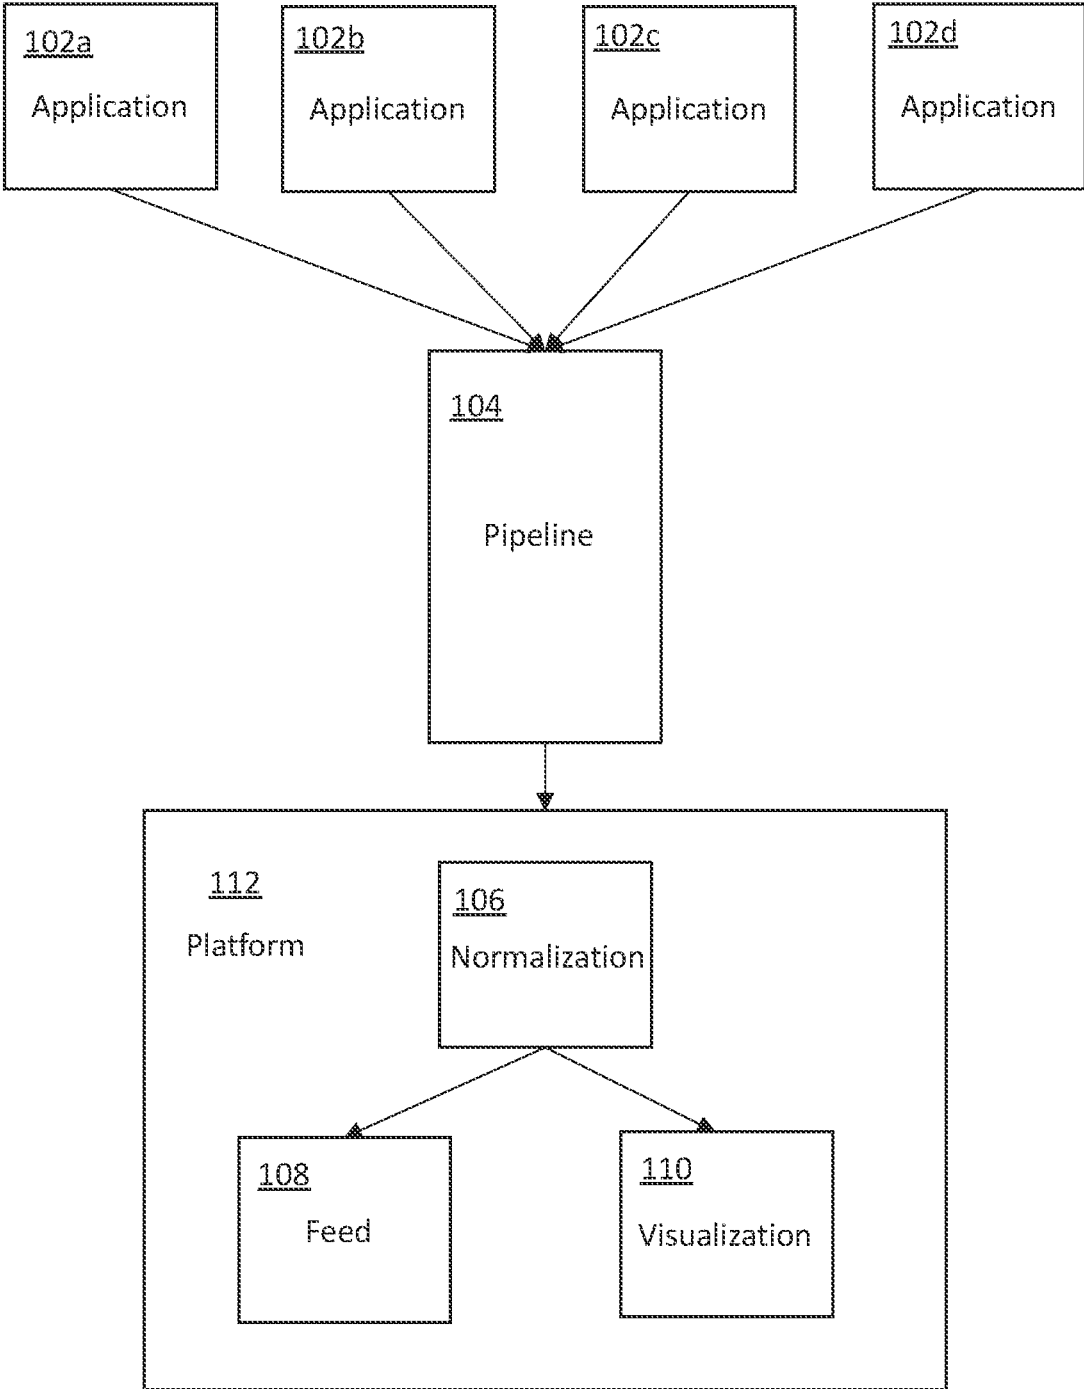 102a
Application
102b
Application
102c
Application
102d
Application
104
Pipeline
112
Platform
106
Normalization
108
Feed
110
Visualization